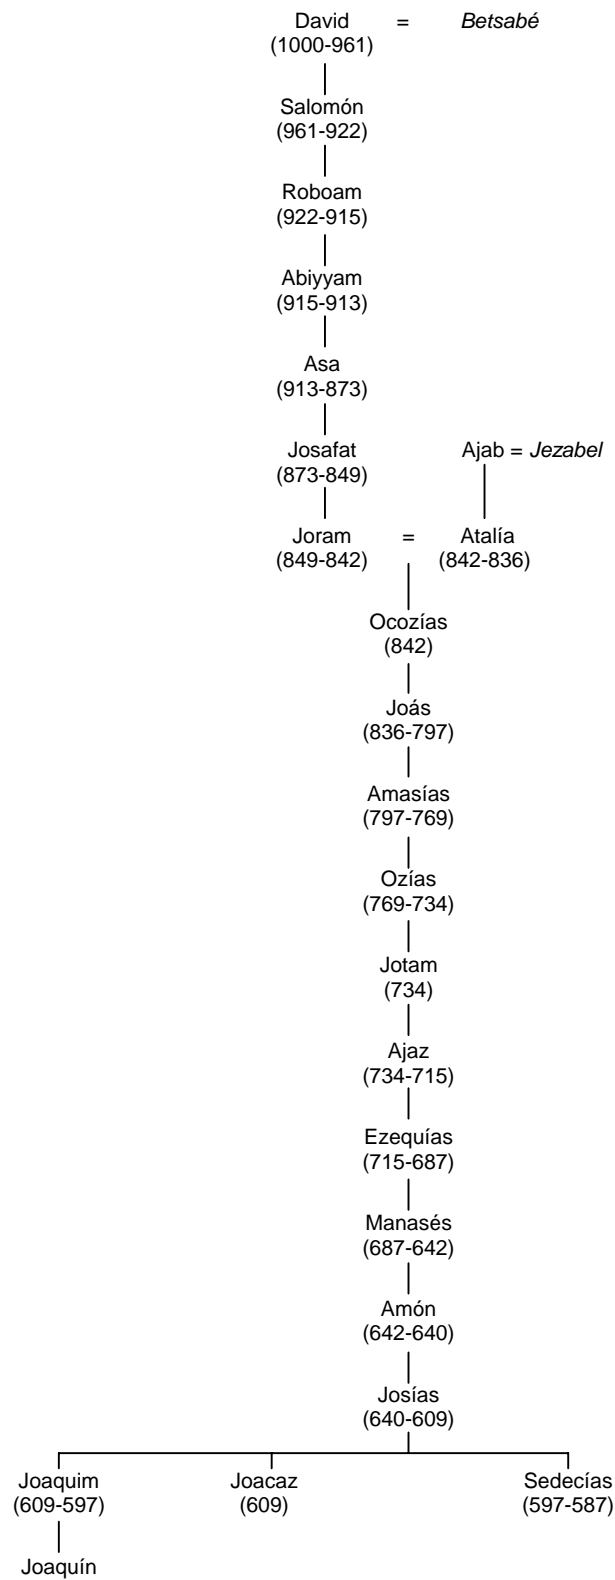 David = Betsabé
(1000-961)
Salomón
(961-922)
Roboam
(922-915)
Abiyyam
(915-913)
Asa
(913-873)
Josafat Ajab = Jezabel
(873-849)
Joram = Atalía
(849-842) (842-836)
Ocozías
(842)
Joás
(836-797)
Amasías
(797-769)
Ozías
(769-734)
Jotam
(734)
Ajaz
(734-715)
Ezequías
(715-687)
Manasés
(687-642)
Amón
(642-640)
Josías
(640-609)
Joaquim Joacaz Sedecías
(609-597) (609) (597-587)
Joaquín